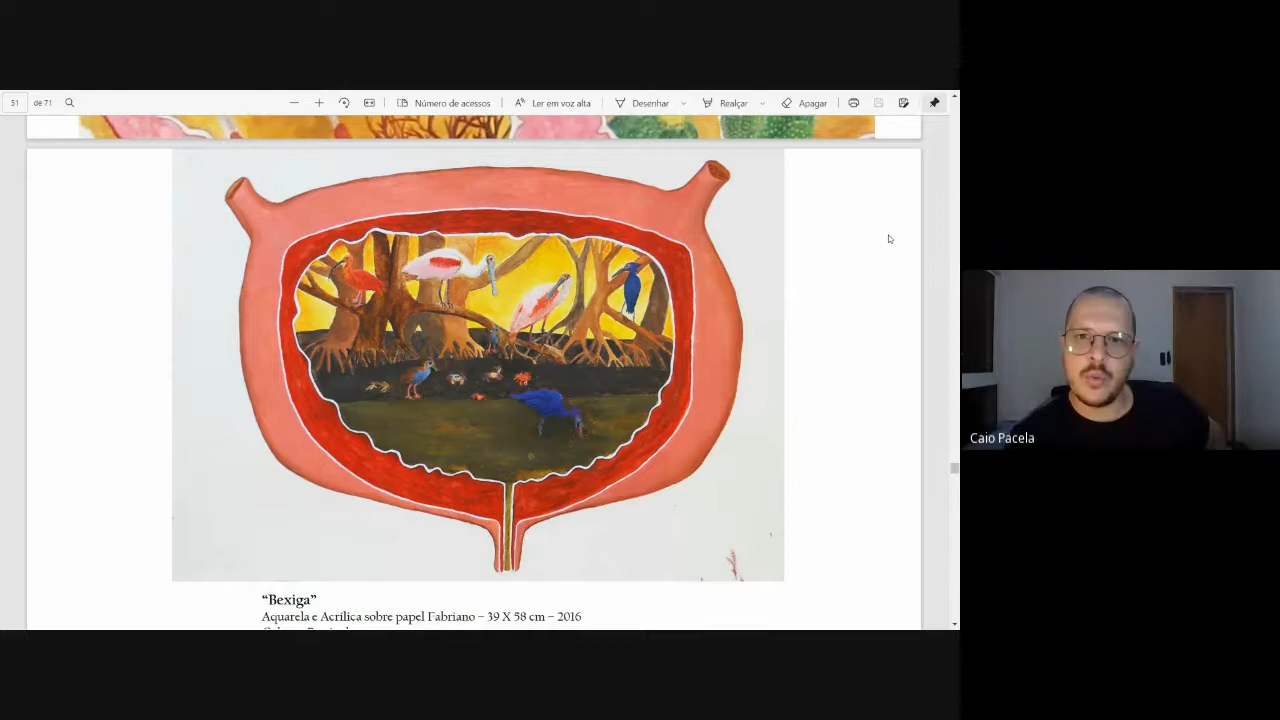 51 de 71 Número de acessos Ler em voz alta Desenhar Realçar Apagar
Caio Pacela
“Bexiga”
Aquarela e Acrílica sobre papel Fabriano – 39 X 58 cm – 2016